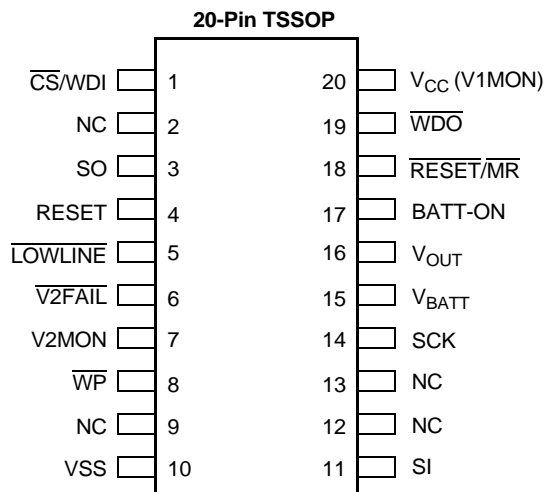 20-Pin TSSOP
CS/WDI 1 20 VCC (V1MON)
NC 2 19 WDO
SO 3 18 RESET/MR
RESET 4 17 BATT-ON
LOWLINE 5 16 VOUT
V2FAIL 6 15 VBATT
V2MON 7 14 SCK
WP 8 13 NC
NC 9 12 NC
VSS 10 11 SI